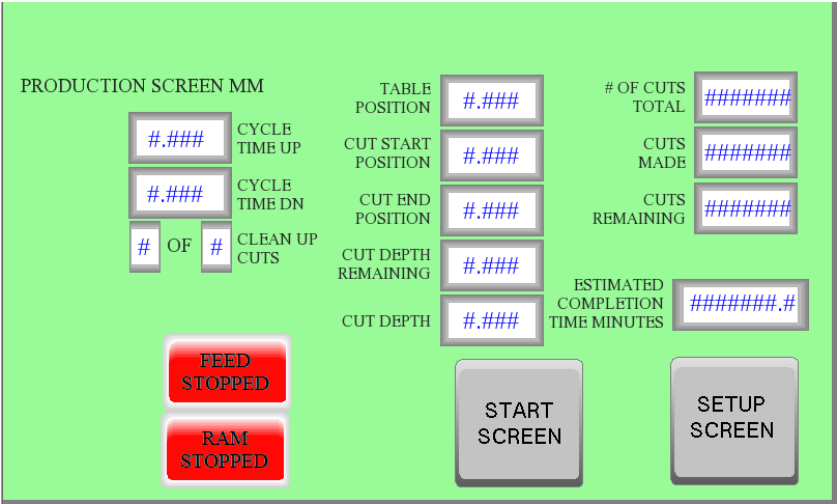 PRODUCTION SCREEN MM
#.###
CYCLE
TIME UP
#.###
CYCLE
TIME DN
# OF #
CLEAN UP
CUTS
FEED
STOPPED
RAM
STOPPED
TABLE
POSITION
#.###
CUT START
POSITION
#.###
CUT END
POSITION
#.###
CUT DEPTH
REMAINING
#.###
CUT DEPTH
#.###
START
SCREEN
# OF CUTS
TOTAL
#######
CUTS
MADE
#######
CUTS
REMAINING
#######
ESTIMATED
COMPLETION
TIME MINUTES
#######.#
SETUP
SCREEN